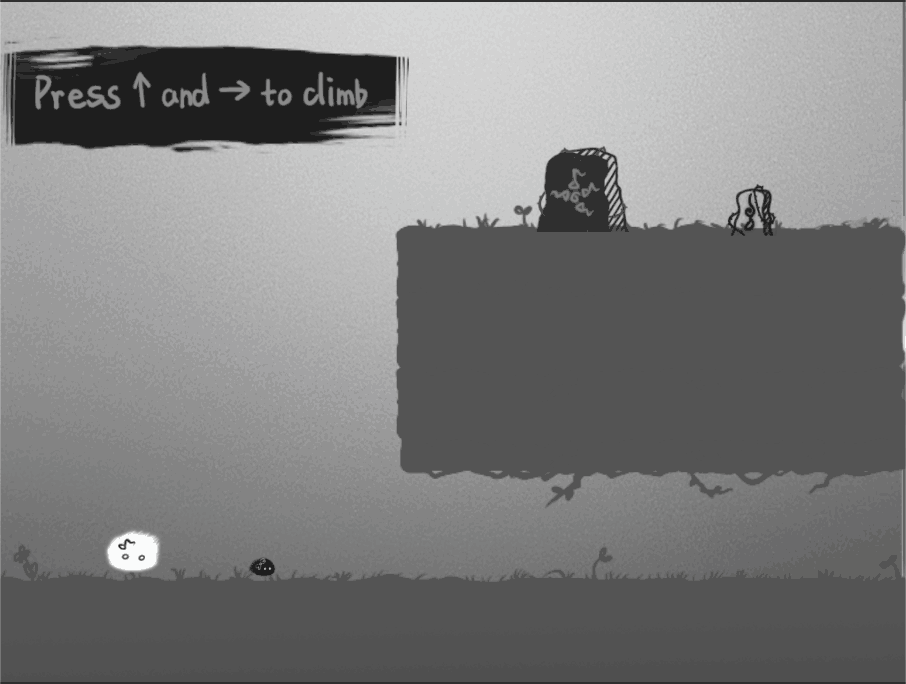 Press ↑ and → to climb